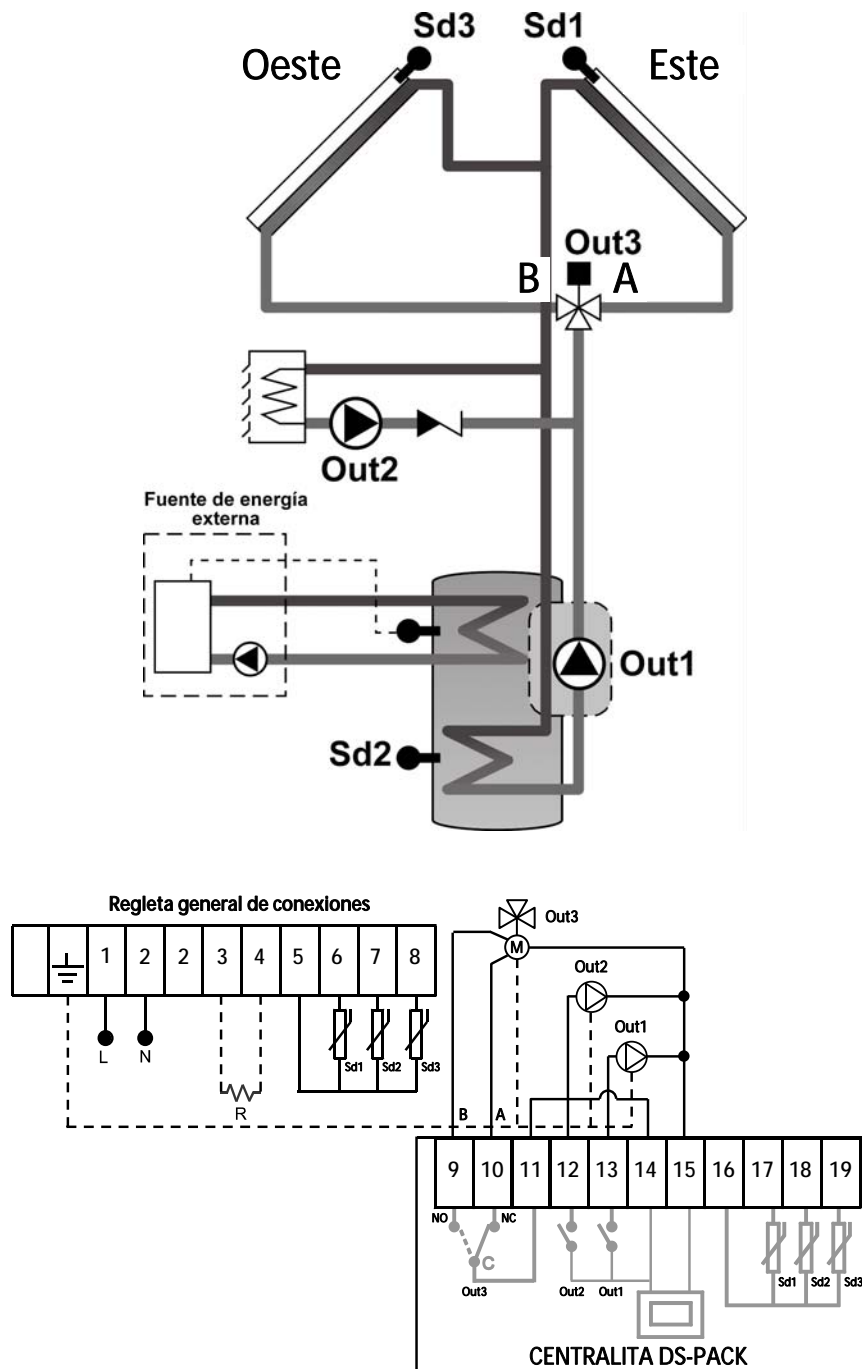 Sd3 Sd1
Oeste Este
Out3
B A
Out2
Fuente de energía
externa
Out1
Sd2
Regleta general de conexiones
Out3
1 2 2 3 4 5 6 7 8
M
Out2
Out1
L N
Sd1 Sd2 Sd3
R
B A
9 10 11 12 13 14 15 16 17 18 19
NO NC
C
Out3 Out2 Out1 Sd1 Sd2 Sd3
CENTRALITA DS-PACK